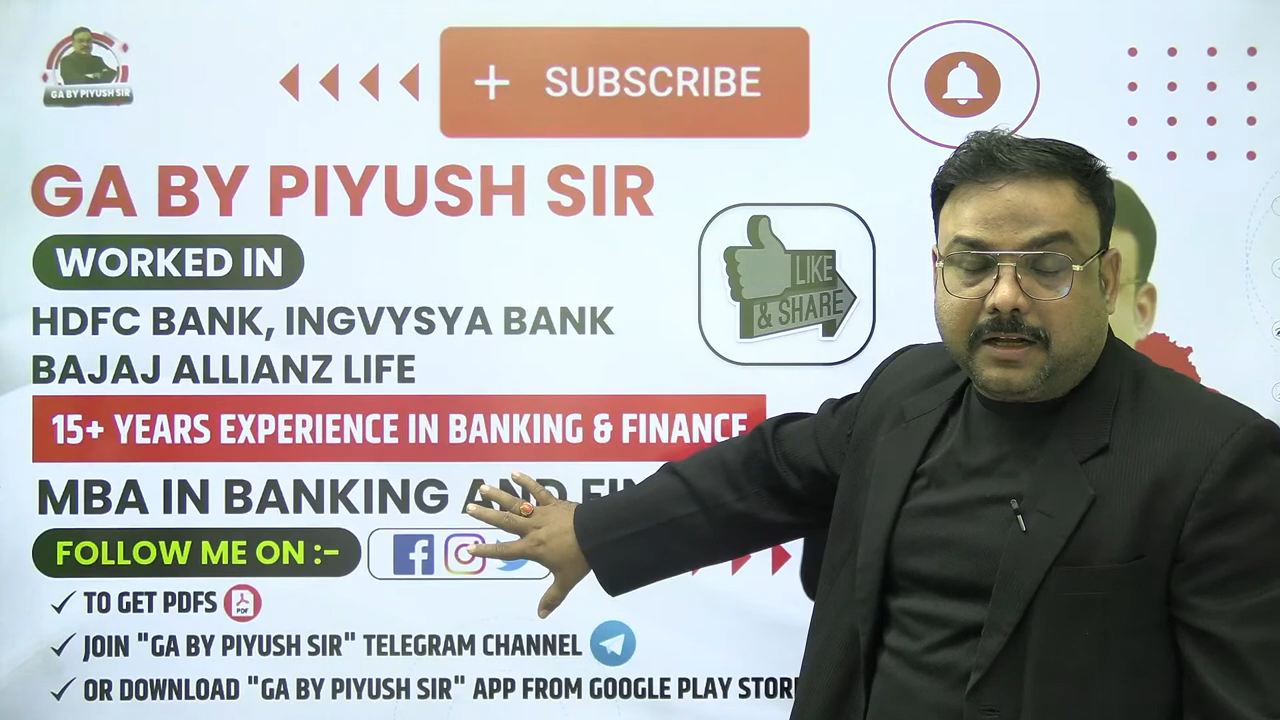 GA BY PIYUSH SIR
+ SUBSCRIBE
GA BY PIYUSH SIR
WORKED IN
HDFC BANK, INGVYSYA BANK
BAJAJ ALLIANZ LIFE
LIKE
& SHARE
15+ YEARS EXPERIENCE IN BANKING & FINANCE
MBA IN BANKING AND
FOLLOW ME ON :-
TO GET PDFS
PDF
JOIN "GA BY PIYUSH SIR" TELEGRAM CHANNEL
OR DOWNLOAD "GA BY PIYUSH SIR" APP FROM GOOGLE PLAY STORE